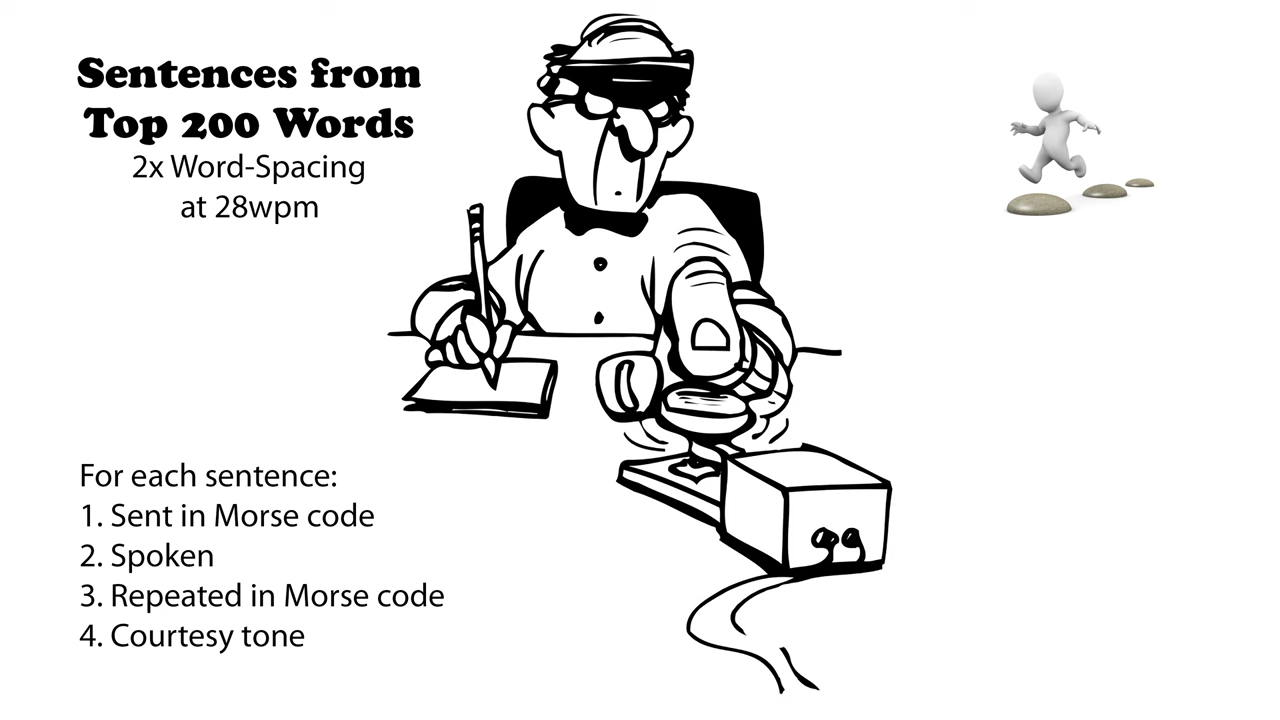 Sentences from
Top 200 Words
2x Word-Spacing
at 28wpm
For each sentence:
1. Sent in Morse code
2. Spoken
3. Repeated in Morse code
4. Courtesy tone